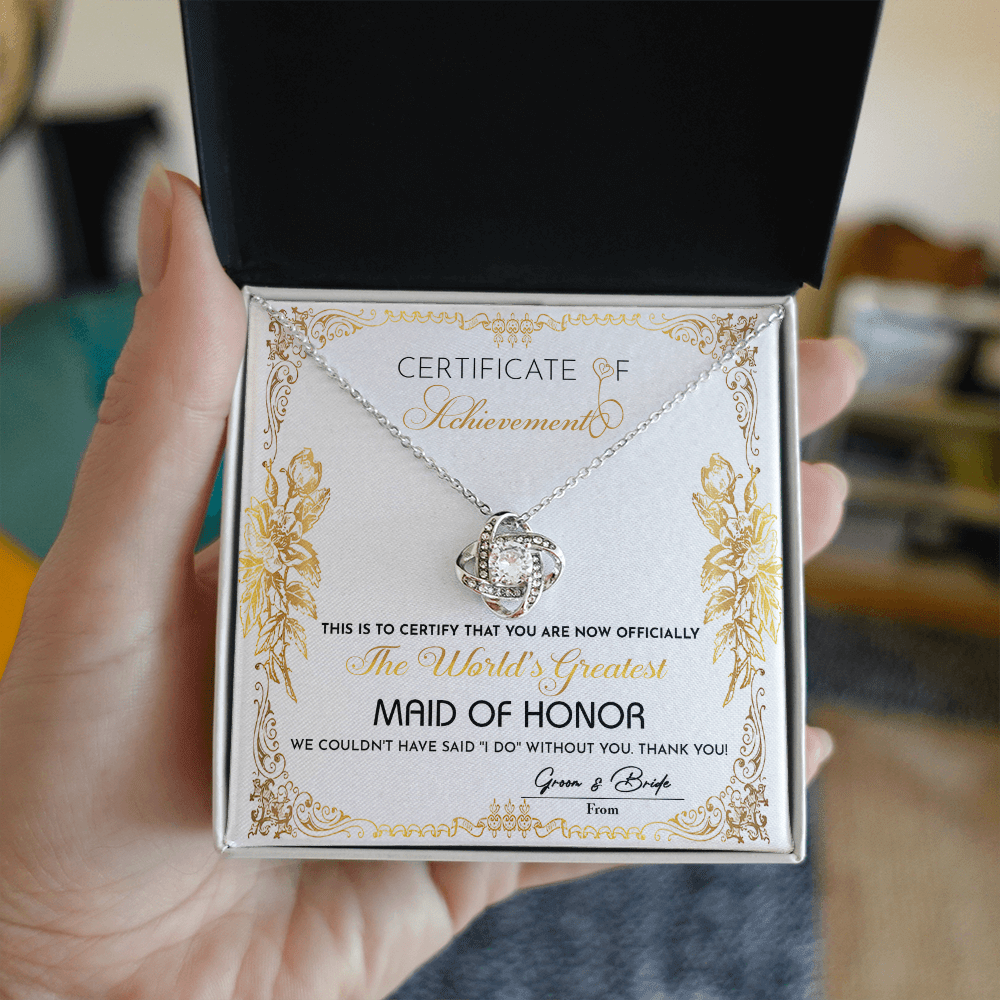 CERTIFICATE OF
Achievement
THIS IS TO CERTIFY THAT YOU ARE NOW OFFICIALLY
The World's Greatest
MAID OF HONOR
WE COULDN'T HAVE SAID "I DO" WITHOUT YOU. THANK YOU!
Groom & Bride
From